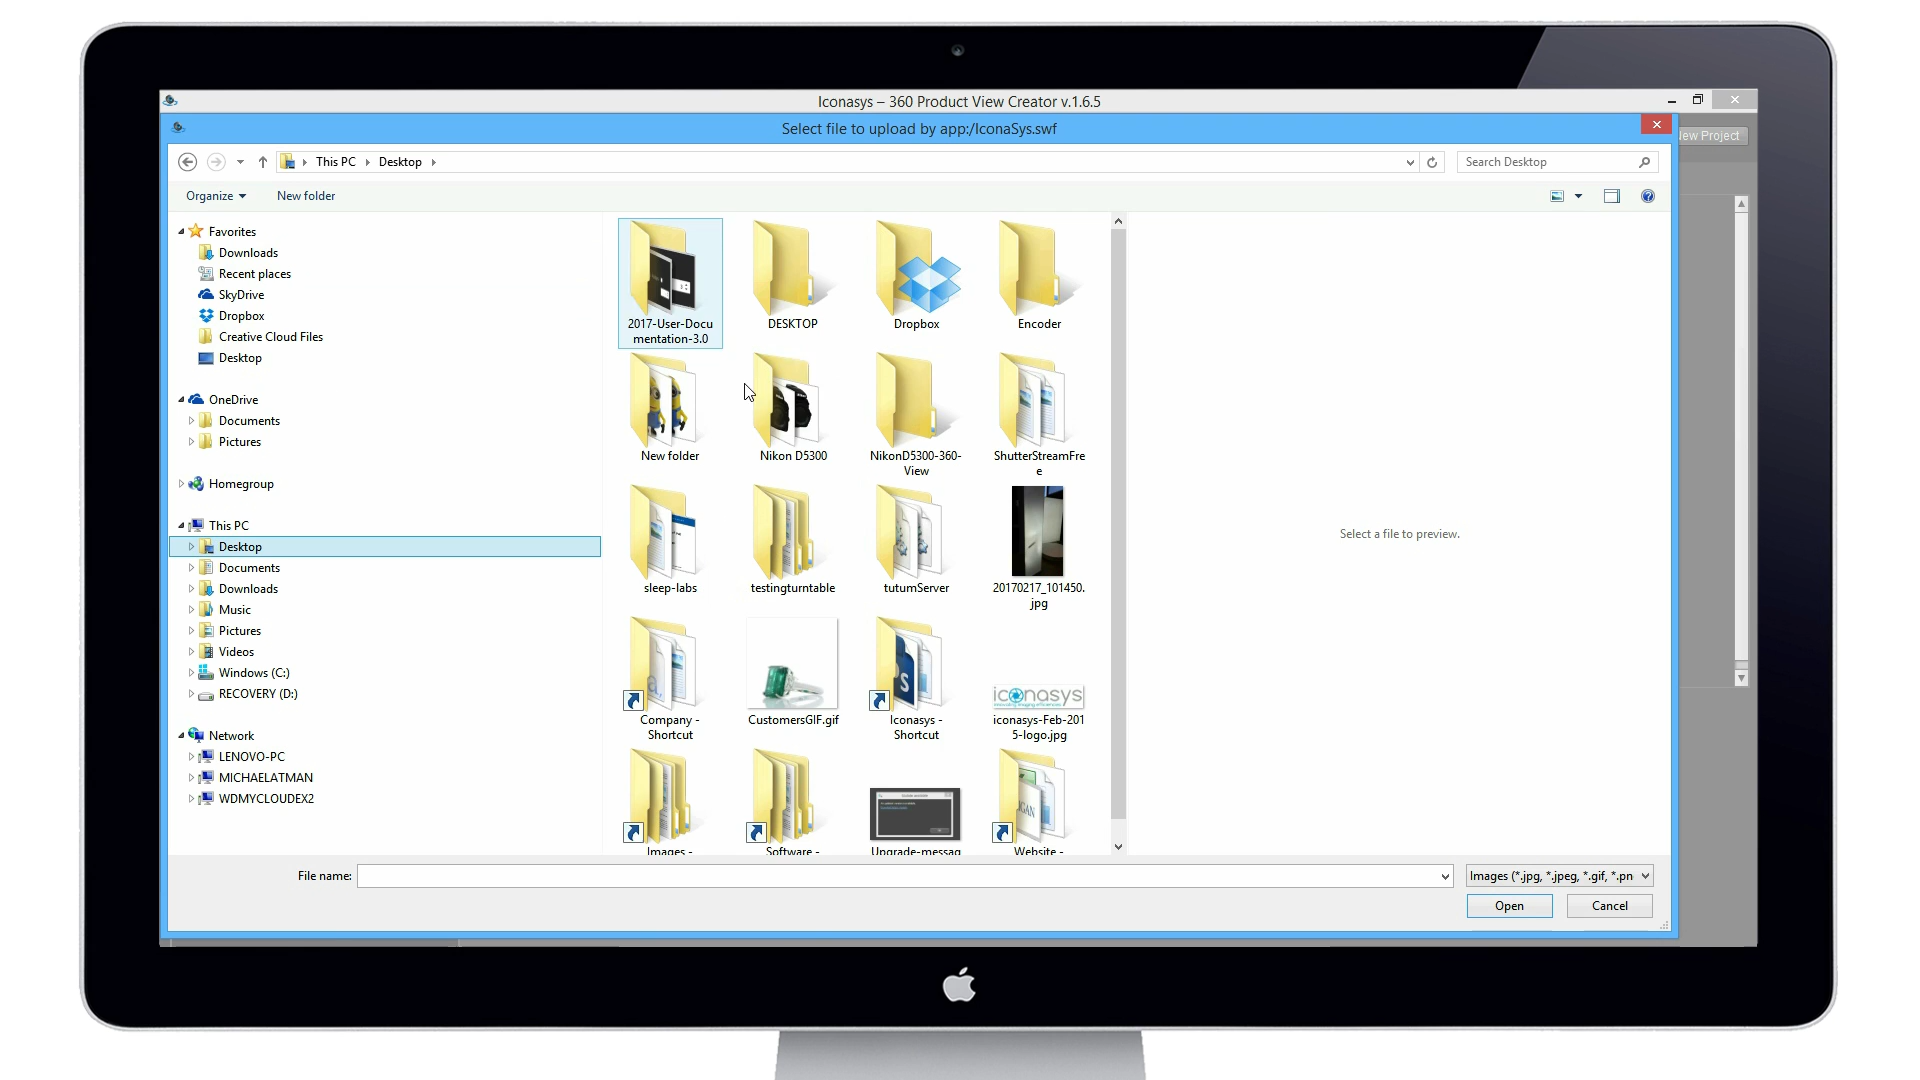 Iconasys – 360 Product View Creator v.1.6.5
Select file to upload by app:/IconaSys.swf
ew Project
This PC
Desktop
Search Desktop
Organize
New folder
Favorites
Downloads
Recent places
SkyDrive
Dropbox
Creative Cloud Files
Desktop
OneDrive
Documents
Pictures
Homegroup
This PC
Desktop
Documents
Downloads
Music
Pictures
Videos
Windows (C:)
RECOVERY (D:)
Network
LENOVO-PC
MICHAELATMAN
WDMYCLOUDEX2
2017-User-Docu
mentation-3.0
DESKTOP
Dropbox
Encoder
New folder
Nikon D5300
NikonD5300-360-
View
ShutterStreamFre
e
sleep-labs
testingturntable
tutumServer
20170217_101450.
jpg
Company -
Shortcut
CustomersGIF.gif
Iconasys -
Shortcut
iconasys
iconasys-Feb-201
5-logo.jpg
Images -
Software -
Upgrade-messag
Website -
Select a file to preview.
File name:
Images (*.jpg, *.jpeg, *.gif, *.pn
Open
Cancel